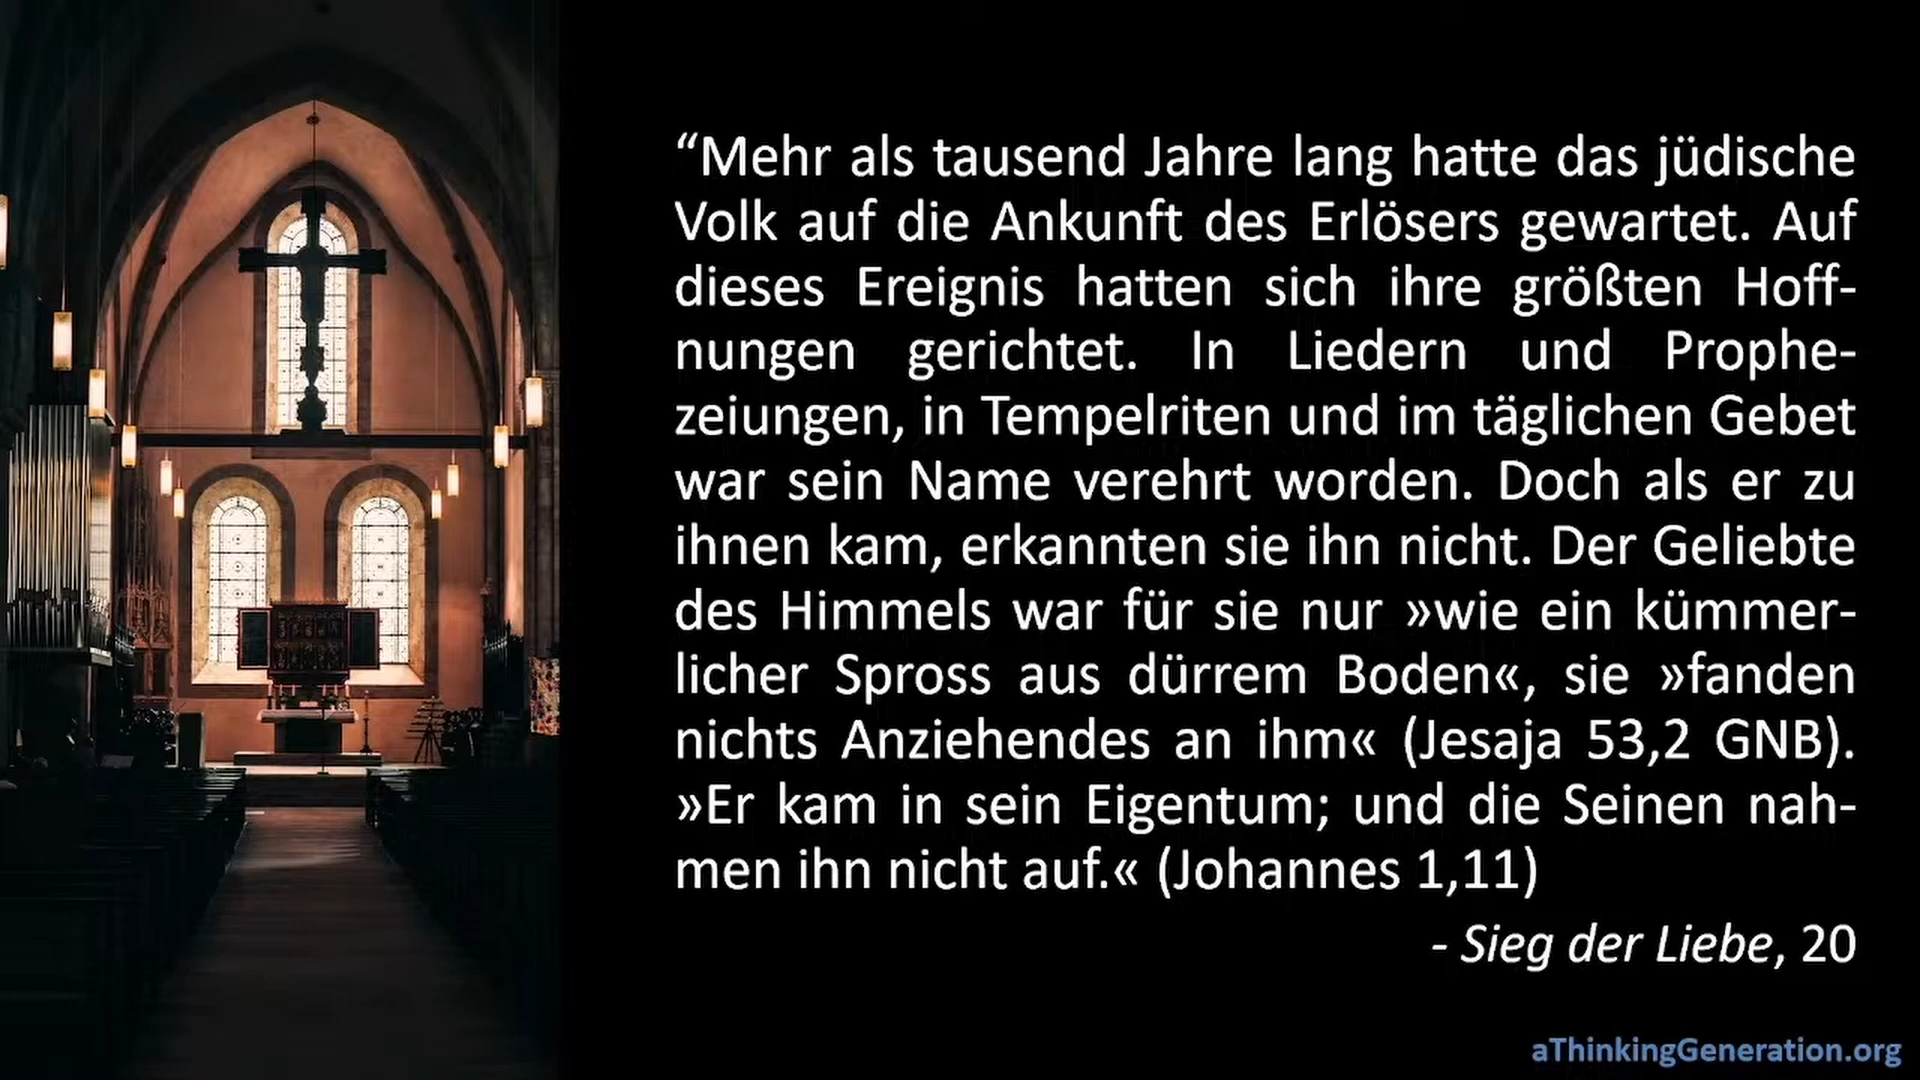 “Mehr als tausend Jahre lang hatte das jüdische
Volk auf die Ankunft des Erlösers gewartet. Auf
dieses Ereignis hatten sich ihre größten Hoff-
nungen gerichtet. In Liedern und Prophe-
zeiungen, in Tempelriten und im täglichen Gebet
war sein Name verehrt worden. Doch als er zu
ihnen kam, erkannten sie ihn nicht. Der Geliebte
des Himmels war für sie nur »wie ein kümmer-
licher Spross aus dürrem Boden«, sie »fanden
nichts Anziehendes an ihm« (Jesaja 53,2 GNB).
»Er kam in sein Eigentum; und die Seinen nah-
men ihn nicht auf.« (Johannes 1,11)
- Sieg der Liebe, 20
aThinkingGeneration.org